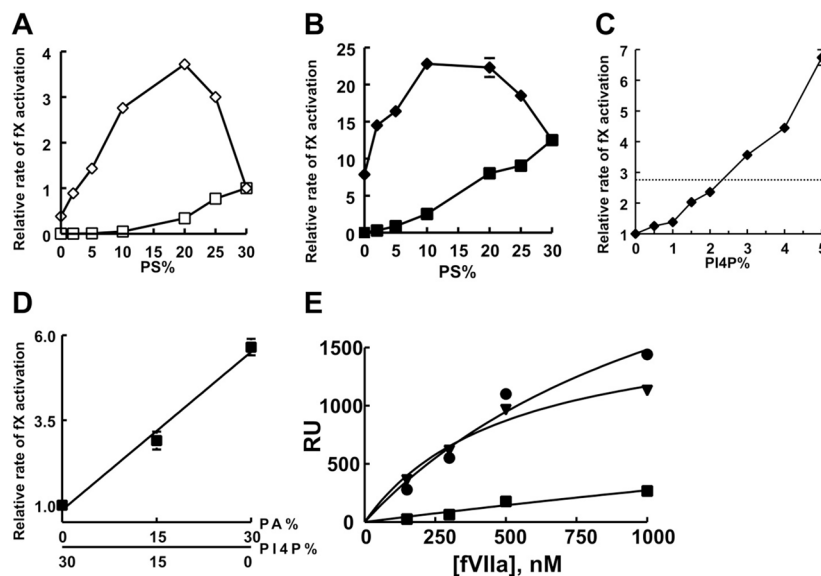 A
Relative rate of fX activation
4
3
2
1
0
0 5 10 15 20 25 30
PS%
B
Relative rate of fX activation
25
20
15
10
5
0
0 5 10 15 20 25 30
PS%
C
Relative rate of fX activation
7
6
5
4
3
2
1
0 1 2 3 4 5
PI4P%
D
Relative rate of fX activation
6.0
3.5
1.0
0 15 30 PA%
30 15 0 PI4P%
E
RU
1500
1000
500
0
0 250 500 750 1000
[fVIIa], nM